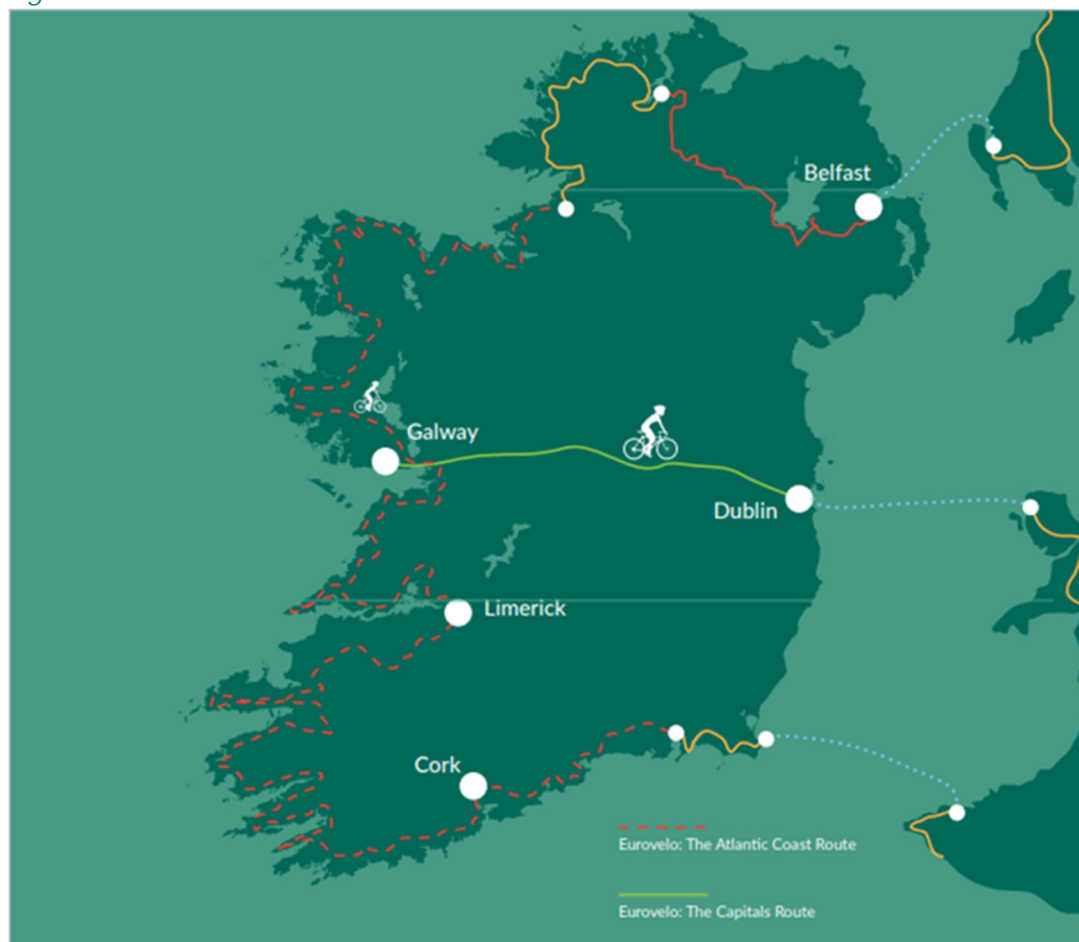 Belfast
Galway
Dublin
Limerick
Cork
Eurovelo: The Atlantic Coast Route
Eurovelo: The Capitals Route